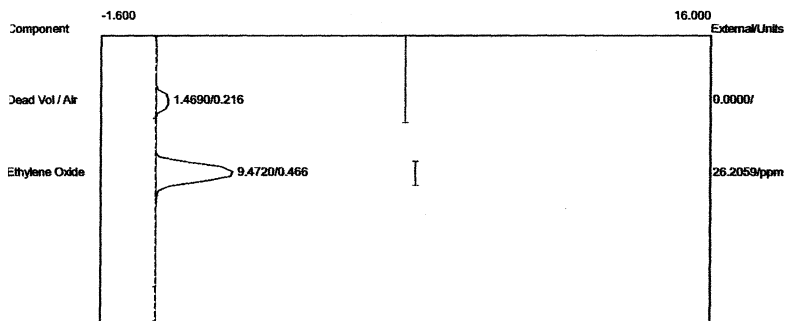 -1.600 16.000
Component External/Units
Dead Vol / Air 1.4690/0.216 0.0000/
Ethylene Oxide 9.4720/0.466 26.2059/ppm